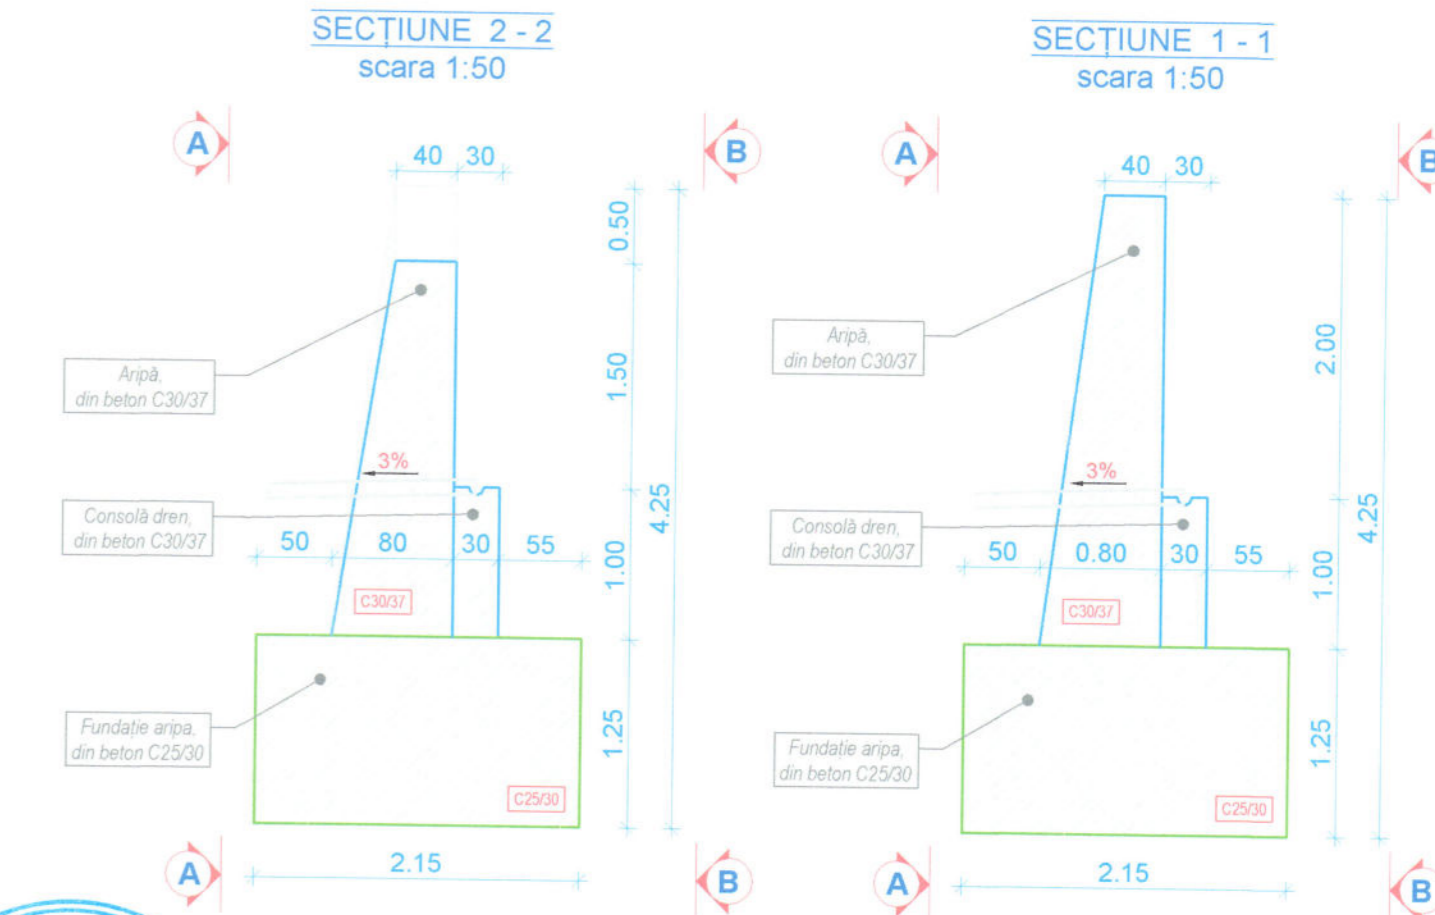 SECȚIUNE 2 - 2
scara 1:50
A
B
40
30
0.50
1.50
1.00
1.25
4.25
Aripă,
din beton C30/37
3%
Consolă dren,
din beton C30/37
50
80
30
55
C30/37
Fundație aripa,
din beton C25/30
C25/30
A
2.15
B
SECȚIUNE 1 - 1
scara 1:50
A
B
40
30
2.00
1.00
1.25
4.25
Aripă,
din beton C30/37
3%
Consolă dren,
din beton C30/37
50
0.80
30
55
C30/37
Fundație aripa,
din beton C25/30
C25/30
A
2.15
B